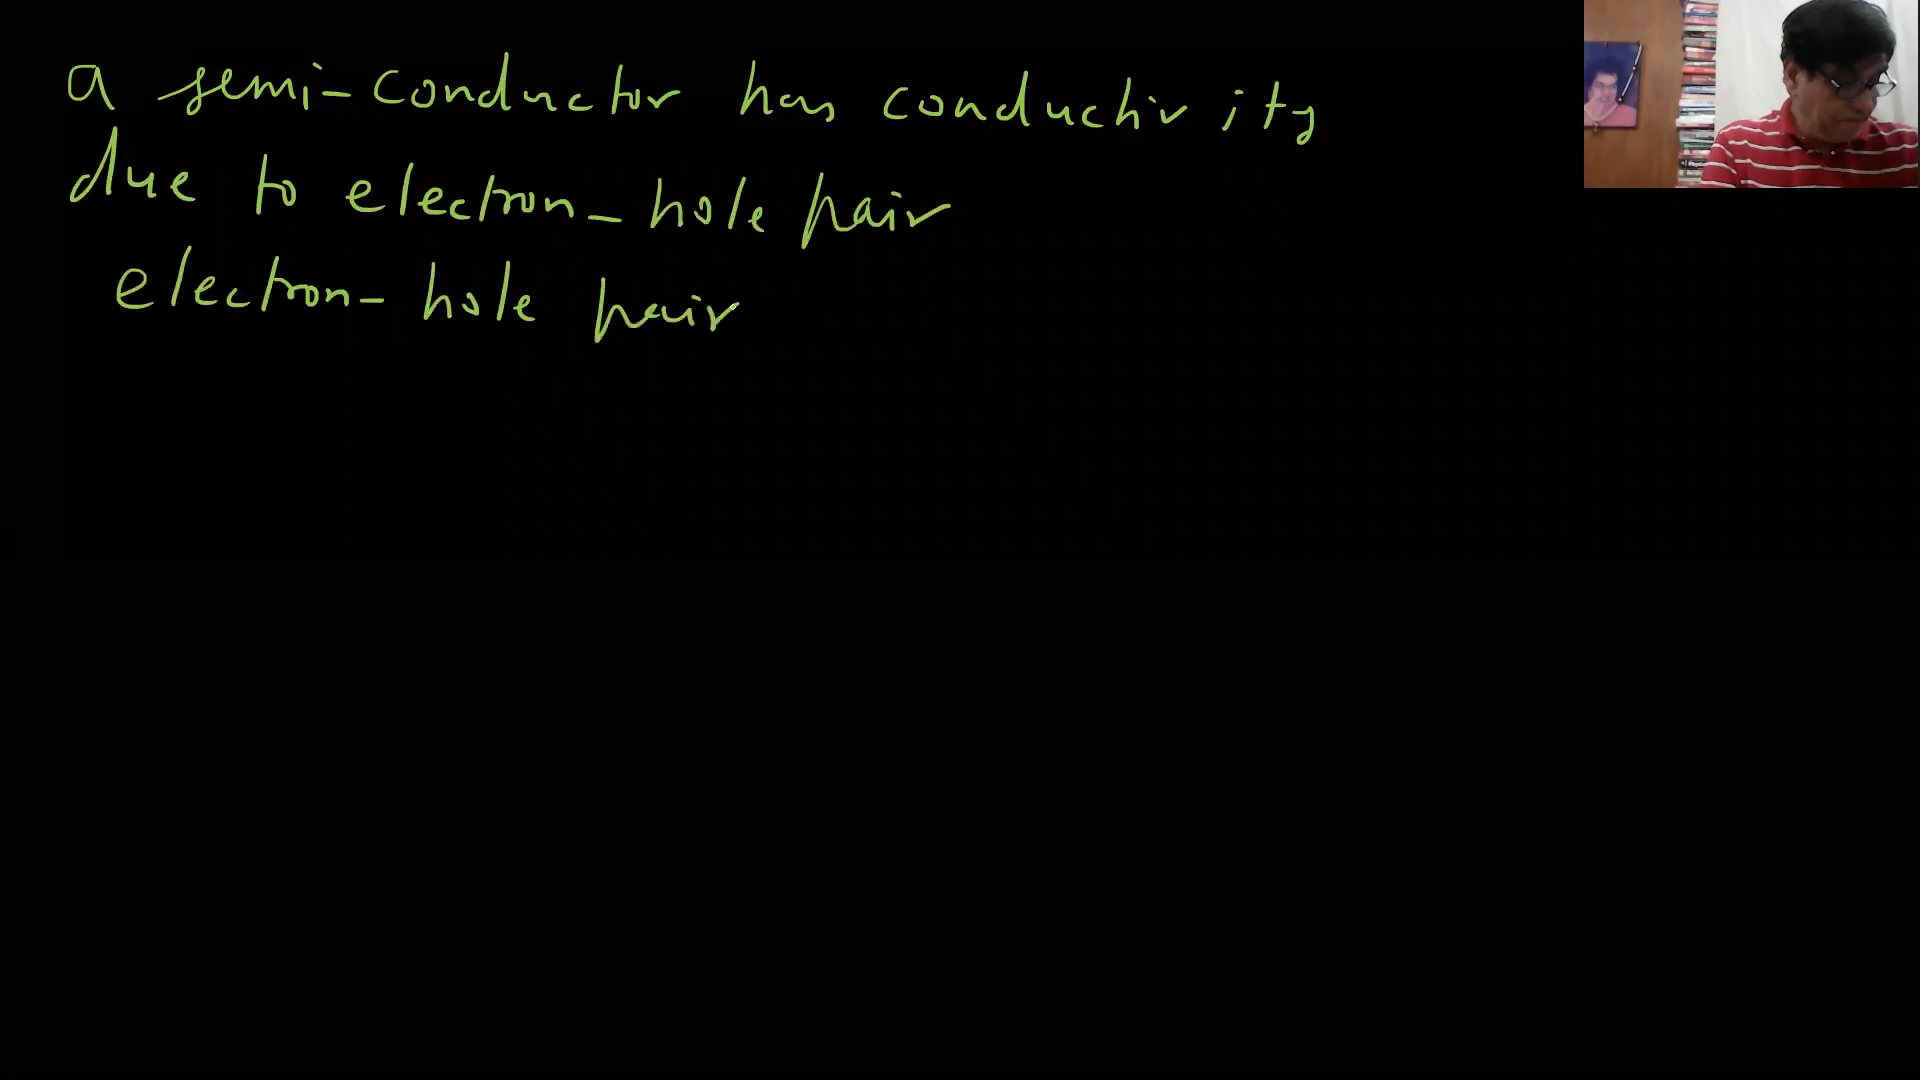 a semi-conductor has conductivity
due to electron-hole pair
electron-hole pair